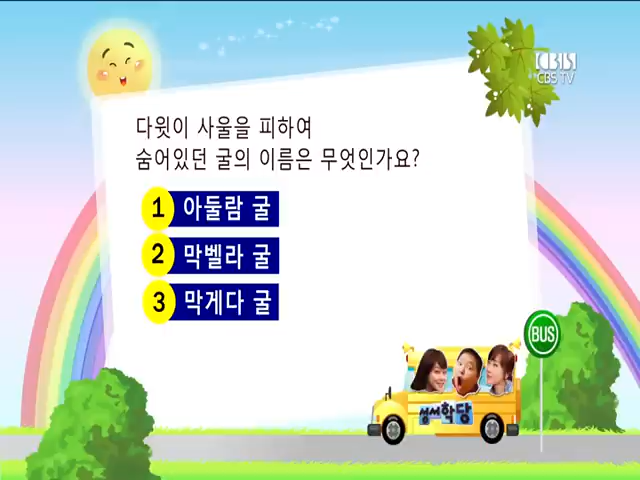 CBS
CBS TV
다윗이 사울을 피하여
숨어있던 굴의 이름은 무엇인가요?
1 아둘람 굴
2 막벨라 굴
3 막게다 굴
BUS
성서학당